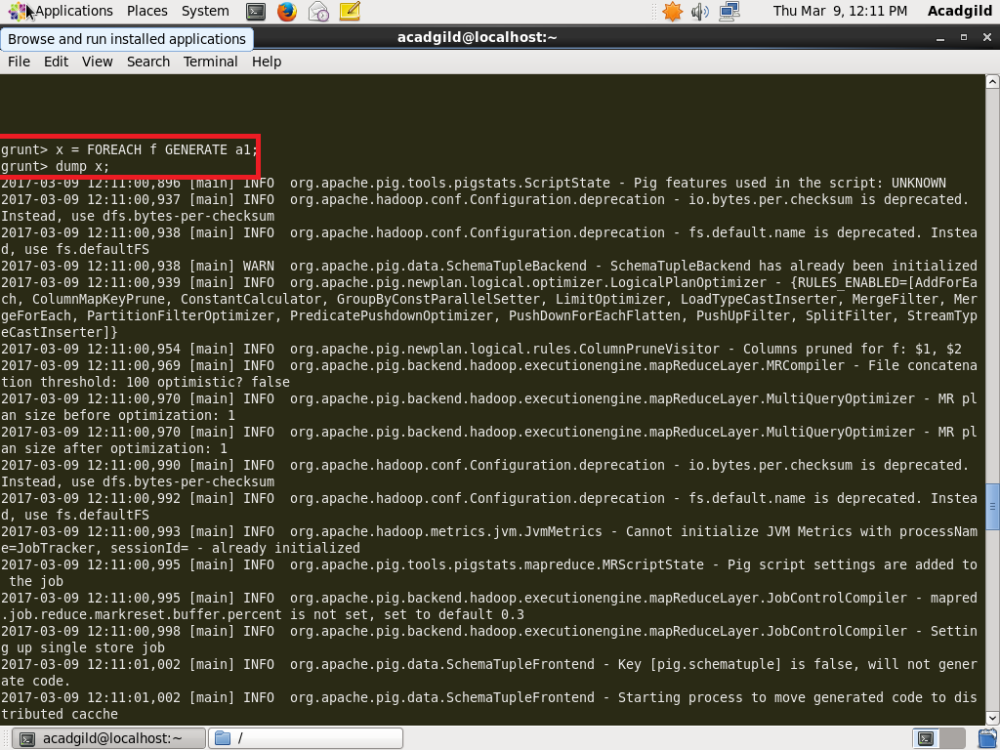 Applications Places System Thu Mar 9, 12:11 PM Acadgild
Browse and run installed applications
acadgild@localhost:~
File Edit View Search Terminal Help
grunt> x = FOREACH f GENERATE a1;
grunt> dump x;
2017-03-09 12:11:00,896 [main] INFO  org.apache.pig.tools.pigstats.ScriptState - Pig features used in the script: UNKNOWN
2017-03-09 12:11:00,937 [main] INFO  org.apache.hadoop.conf.Configuration.deprecation - io.bytes.per.checksum is deprecated.
Instead, use dfs.bytes-per-checksum
2017-03-09 12:11:00,938 [main] INFO  org.apache.hadoop.conf.Configuration.deprecation - fs.default.name is deprecated. Instea
d, use fs.defaultFS
2017-03-09 12:11:00,938 [main] WARN  org.apache.pig.data.SchemaTupleBackend - SchemaTupleBackend has already been initialized
2017-03-09 12:11:00,939 [main] INFO  org.apache.pig.newplan.logical.optimizer.LogicalPlanOptimizer - {RULES_ENABLED=[AddForEa
ch, ColumnMapKeyPrune, ConstantCalculator, GroupByConstParallelSetter, LimitOptimizer, LoadTypeCastInserter, MergeFilter, Mer
geForEach, PartitionFilterOptimizer, PredicatePushdownOptimizer, PushDownForEachFlatten, PushUpFilter, SplitFilter, StreamTyp
eCastInserter]}
2017-03-09 12:11:00,954 [main] INFO  org.apache.pig.newplan.logical.rules.ColumnPruneVisitor - Columns pruned for f: $1, $2
2017-03-09 12:11:00,969 [main] INFO  org.apache.pig.backend.hadoop.executionengine.mapReduceLayer.MRCompiler - File concatena
tion threshold: 100 optimistic? false
2017-03-09 12:11:00,970 [main] INFO  org.apache.pig.backend.hadoop.executionengine.mapReduceLayer.MultiQueryOptimizer - MR pl
an size before optimization: 1
2017-03-09 12:11:00,970 [main] INFO  org.apache.pig.backend.hadoop.executionengine.mapReduceLayer.MultiQueryOptimizer - MR pl
an size after optimization: 1
2017-03-09 12:11:00,990 [main] INFO  org.apache.hadoop.conf.Configuration.deprecation - io.bytes.per.checksum is deprecated.
Instead, use dfs.bytes-per-checksum
2017-03-09 12:11:00,992 [main] INFO  org.apache.hadoop.conf.Configuration.deprecation - fs.default.name is deprecated. Instea
d, use fs.defaultFS
2017-03-09 12:11:00,993 [main] INFO  org.apache.hadoop.metrics.jvm.JvmMetrics - Cannot initialize JVM Metrics with processNam
e=JobTracker, sessionId= - already initialized
2017-03-09 12:11:00,995 [main] INFO  org.apache.pig.tools.pigstats.mapreduce.MRScriptState - Pig script settings are added to
 the job
2017-03-09 12:11:00,995 [main] INFO  org.apache.pig.backend.hadoop.executionengine.mapReduceLayer.JobControlCompiler - mapred
.job.reduce.markreset.buffer.percent is not set, set to default 0.3
2017-03-09 12:11:00,998 [main] INFO  org.apache.pig.backend.hadoop.executionengine.mapReduceLayer.JobControlCompiler - Settin
g up single store job
2017-03-09 12:11:01,002 [main] INFO  org.apache.pig.data.SchemaTupleFrontend - Key [pig.schematuple] is false, will not gener
ate code.
2017-03-09 12:11:01,002 [main] INFO  org.apache.pig.data.SchemaTupleFrontend - Starting process to move generated code to dis
tributed cacche
acadgild@localhost:~ /